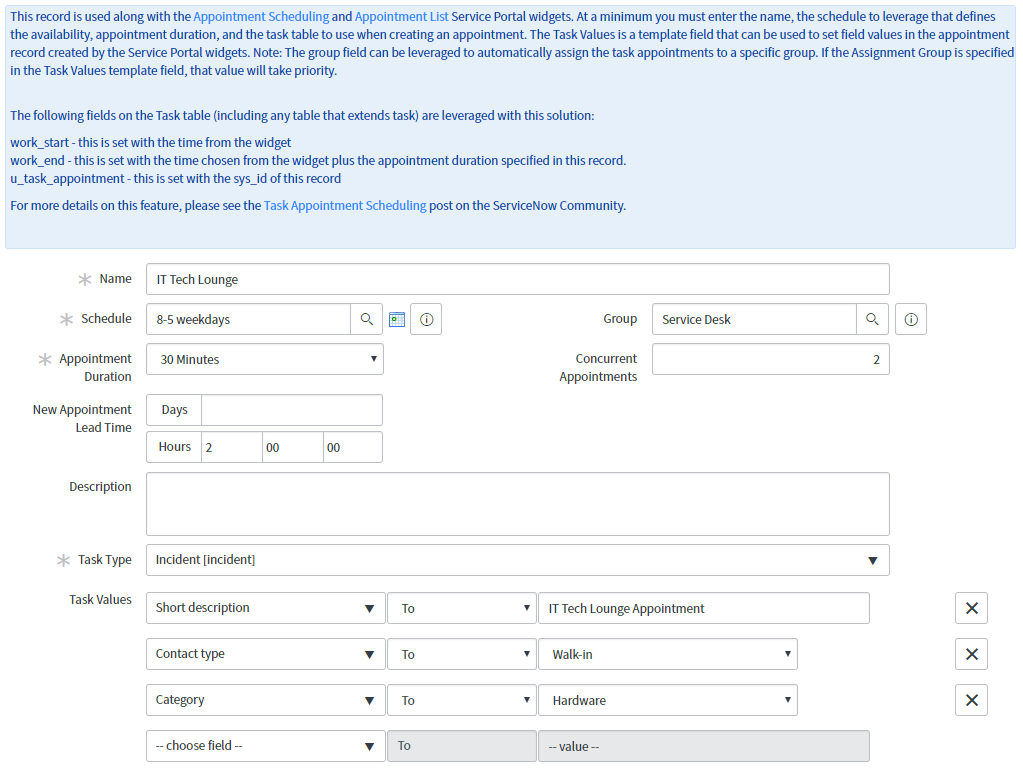 This record is used along with the Appointment Scheduling and Appointment List Service Portal widgets. At a minimum you must enter the name, the schedule to leverage that defines
the availability, appointment duration, and the task table to use when creating an appointment. The Task Values is a template field that can be used to set field values in the appointment
record created by the Service Portal widgets. Note: The group field can be leveraged to automatically assign the task appointments to a specific group. If the Assignment Group is specified
in the Task Values template field, that value will take priority.
The following fields on the Task table (including any table that extends task) are leveraged with this solution:
work_start - this is set with the time from the widget
work_end - this is set with the time chosen from the widget plus the appointment duration specified in this record.
u_task_appointment - this is set with the sys_id of this record
For more details on this feature, please see the Task Appointment Scheduling post on the ServiceNow Community.
Name IT Tech Lounge
Schedule 8-5 weekdays Group Service Desk
Appointment Duration 30 Minutes Concurrent Appointments 2
New Appointment Lead Time Days
Hours 2 00 00
Description
Task Type Incident [incident]
Task Values Short description To IT Tech Lounge Appointment
Contact type To Walk-in
Category To Hardware
-- choose field -- To -- value --